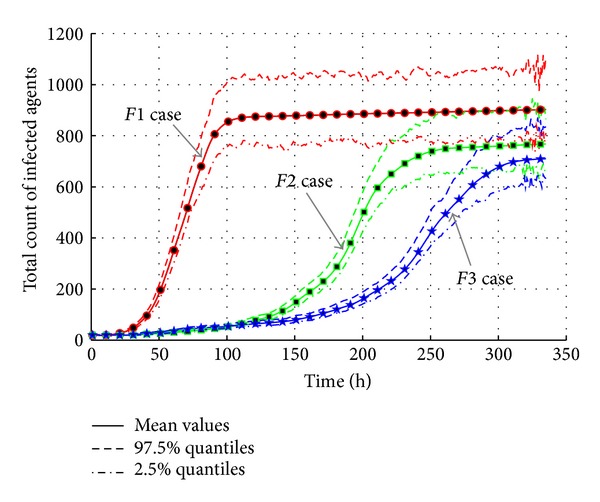 1200
1000
800
600
400
200
0
Total count of infected agents
F1 case
F2 case
F3 case
0 50 100 150 200 250 300 350
Time (h)
Mean values
97.5% quantiles
2.5% quantiles